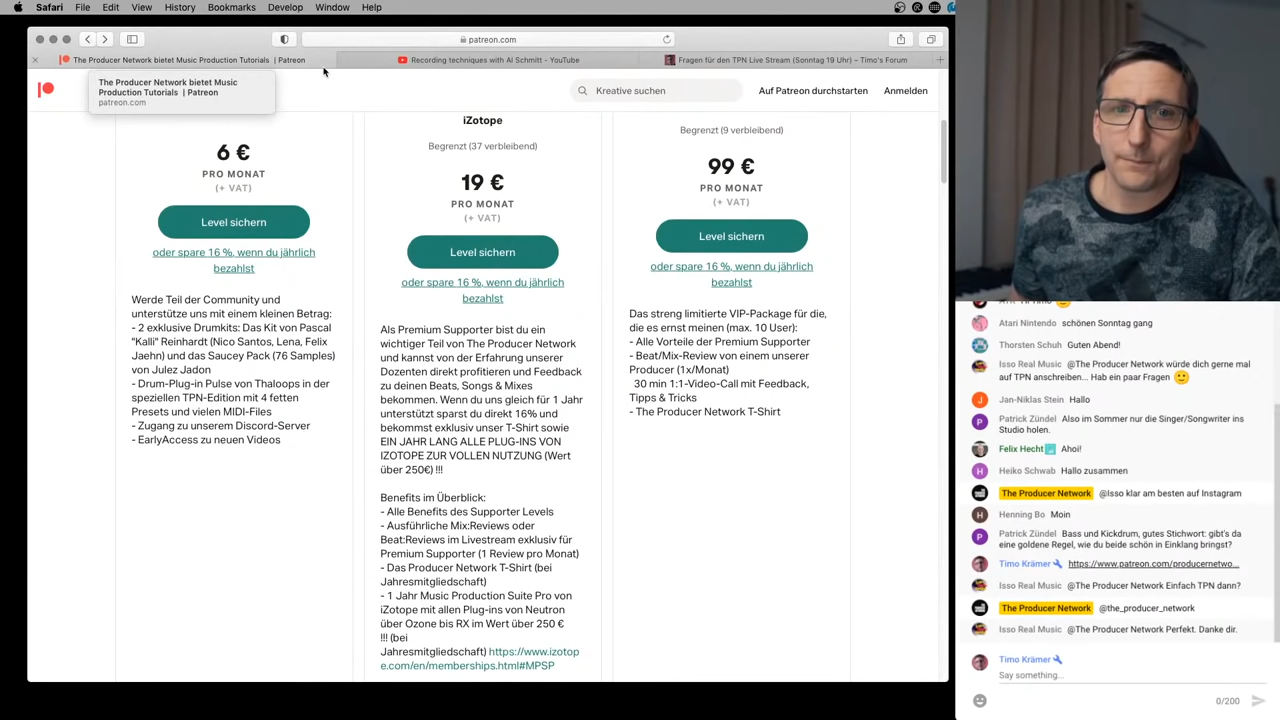 Safari File Edit View History Bookmarks Develop Window Help
patreon.com
The Producer Network bietet Music Production Tutorials | Patreon
Recording techniques with Al Schmitt - YouTube
Fragen für den TPN Live Stream (Sonntag 19 Uhr) – Timo's Forum
The Producer Network bietet Music
Production Tutorials | Patreon
patreon.com
Kreative suchen
Auf Patreon durchstarten
Anmelden
6 €
PRO MONAT
(+ VAT)
Level sichern
oder spare 16 %, wenn du jährlich
bezahlst
Werde Teil der Community und
unterstütze uns mit einem kleinen Betrag:
- 2 exklusive Drumkits: Das Kit von Pascal
"Kalli" Reinhardt (Nico Santos, Lena, Felix
Jaehn) und das Saucey Pack (76 Samples)
von Julez Jadon
- Drum-Plug-in Pulse von Thaloops in der
speziellen TPN-Edition mit 4 fetten
Presets und vielen MIDI-Files
- Zugang zu unserem Discord-Server
- EarlyAccess zu neuen Videos
iZotope
Begrenzt (37 verbleibend)
19 €
PRO MONAT
(+ VAT)
Level sichern
oder spare 16 %, wenn du jährlich
bezahlst
Als Premium Supporter bist du ein
wichtiger Teil von The Producer Network
und kannst von der Erfahrung unserer
Dozenten direkt profitieren und Feedback
zu deinen Beats, Songs & Mixes
bekommen. Wenn du uns gleich für 1 Jahr
unterstützt sparst du direkt 16% und
bekommst exklusiv unser T-Shirt sowie
EIN JAHR LANG ALLE PLUG-INS VON
IZOTOPE ZUR VOLLEN NUTZUNG (Wert
über 250€) !!!
Benefits im Überblick:
- Alle Benefits des Supporter Levels
- Ausführliche Mix:Reviews oder
Beat:Reviews im Livestream exklusiv für
Premium Supporter (1 Review pro Monat)
- Das Producer Network T-Shirt (bei
Jahresmitgliedschaft)
- 1 Jahr Music Production Suite Pro von
iZotope mit allen Plug-ins von Neutron
über Ozone bis RX im Wert über 250 €
!!! (bei
Jahresmitgliedschaft) https://www.izotop
e.com/en/memberships.html#MPSP
Begrenzt (9 verbleibend)
99 €
PRO MONAT
(+ VAT)
Level sichern
oder spare 16 %, wenn du jährlich
bezahlst
Das streng limitierte VIP-Package für die,
die es ernst meinen (max. 10 User):
- Alle Vorteile der Premium Supporter
- Beat/Mix-Review von einem unserer
Producer (1x/Monat)
30 min 1:1-Video-Call mit Feedback,
Tipps & Tricks
- The Producer Network T-Shirt
Atari Nintendo schönen Sonntag gang
Thorsten Schuh Guten Abend!
Isso Real Music @The Producer Network würde dich gerne mal
auf TPN anschreiben... Hab ein paar Fragen
Jan-Niklas Stein Hallo
Patrick Zündel Also im Sommer nur die Singer/Songwriter ins
Studio holen.
Felix Hecht Ahoi!
Heiko Schwab Hallo zusammen
The Producer Network @Isso klar am besten auf Instagram
Henning Bo Moin
Patrick Zündel Bass und Kickdrum, gutes Stichwort: gibt's da
eine goldene Regel, wie du beide schön in Einklang bringst?
Timo Krämer https://www.patreon.com/producernetwo...
Isso Real Music @The Producer Network Einfach TPN dann?
The Producer Network @the_producer_network
Isso Real Music @The Producer Network Perfekt. Danke dir.
Timo Krämer
Say something...
0/200